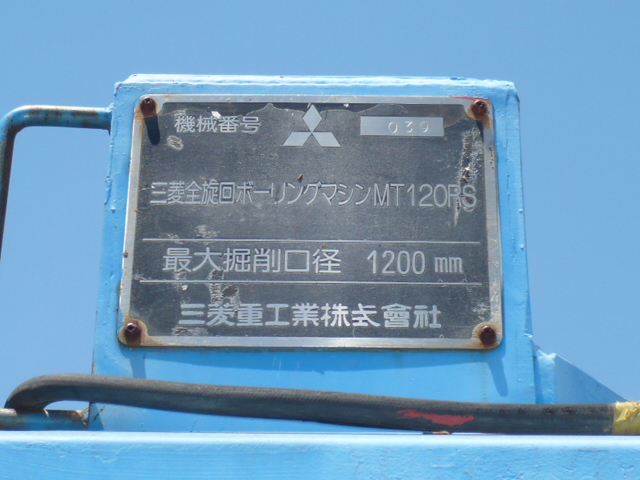 機械番号 039
三菱全旋回ボーリングマシンMT120RS
最大掘削口径 1200 mm
三菱重工業株式會社